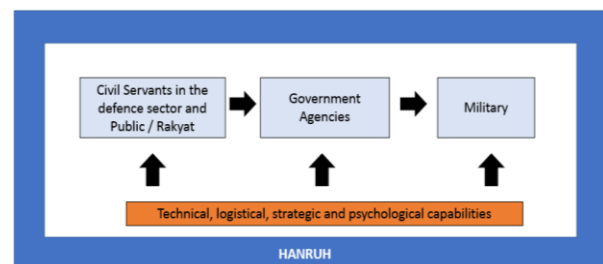 Civil Servants in the
defence sector and
Public / Rakyat
Government
Agencies
Military
Technical, logistical, strategic and psychological capabilities
HANRUH